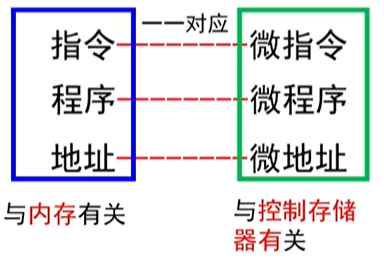 一一对应
指令 微指令
程序 微程序
地址 微地址
与内存有关
与控制存储
器有关